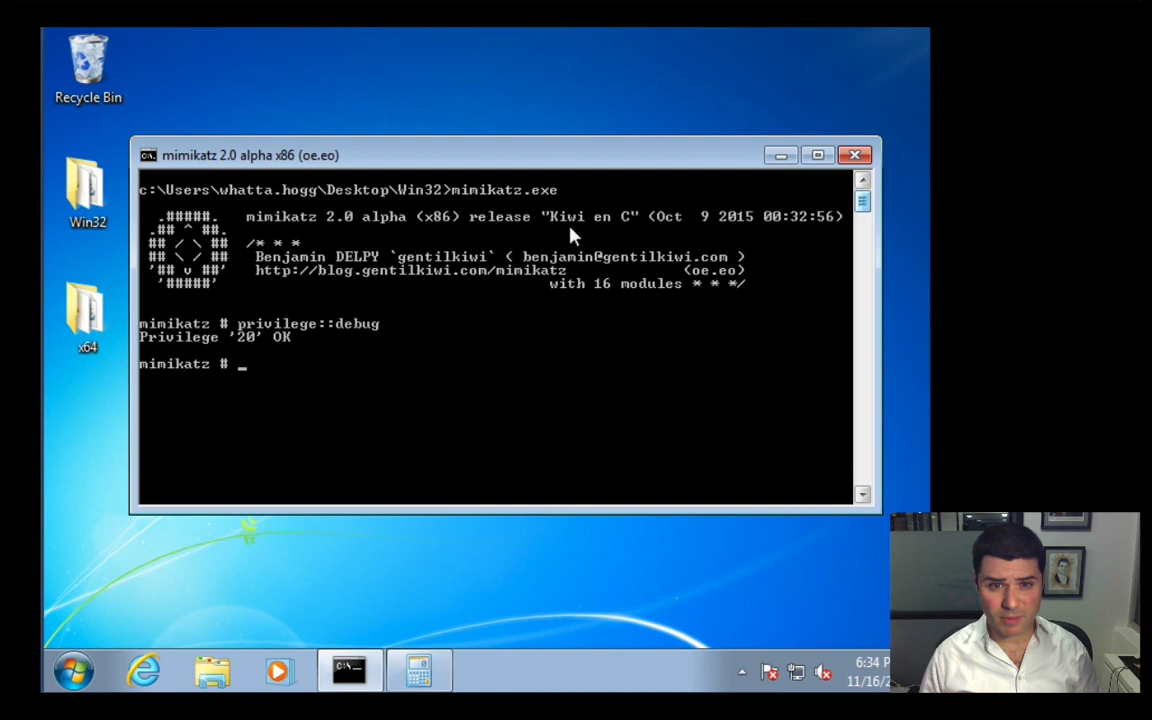 Recycle Bin
Win32
x64
mimikatz 2.0 alpha x86 (oe.eo)
c:\Users\whatta.hogg\Desktop\Win32>mimikatz.exe
.#####. mimikatz 2.0 alpha (x86) release "Kiwi en C" (Oct 9 2015 00:32:56)
.## ^ ##.
## / \ ## /* * *
## \ / ## Benjamin DELPY `gentilkiwi` ( benjamin@gentilkiwi.com )
'## v ##' http://blog.gentilkiwi.com/mimikatz (oe.eo)
'#####' with 16 modules * * */
mimikatz # privilege::debug
Privilege '20' OK
mimikatz # _
6:34 P
11/16/2